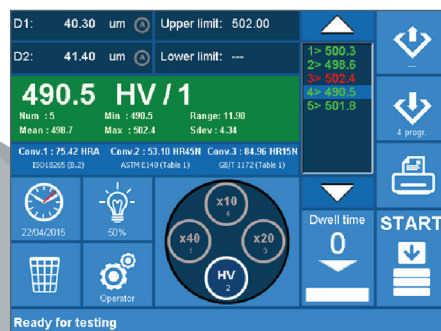 D1: 40.30 um A Upper limit: 502.00
D2: 41.40 um A Lower limit: ---
490.5 HV / 1
Num : 5 Min : 490.5 Range: 11.90
Mean : 498.7 Max : 502.4 Sdev : 4.34
Conv.1 : 75.42 HRA Conv.2 : 53.10 HR45N Conv.3 : 84.96 HR15N
ISO18265 (B.2) ASTM E140 (Table 1) GB/T 1172 (Table 1)
1> 500.3
2> 498.6
3> 502.4
4> 490.5
5> 501.8
---
4 progr.
22/04/2015
50%
Operator
x10
4
x40
1
x20
3
HV
2
Dwell time
0
START
Ready for testing